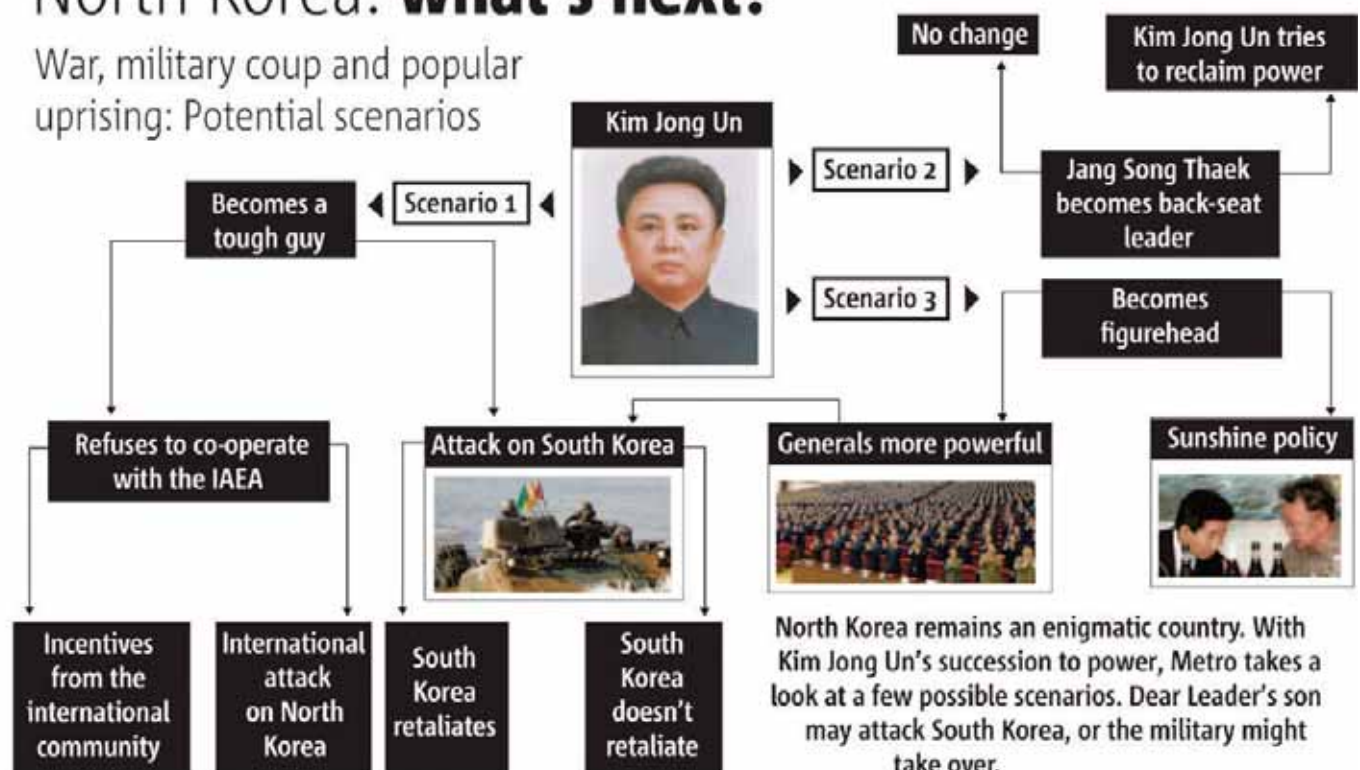 North Korea: What's next?
War, military coup and popular
uprising: Potential scenarios
No change
Kim Jong Un tries
to reclaim power
Kim Jong Un
Scenario 2
Jang Song Thaek
becomes back-seat
leader
Becomes a
tough guy
Scenario 1
Scenario 3
Becomes
figurehead
Refuses to co-operate
with the IAEA
Attack on South Korea
Generals more powerful
Sunshine policy
Incentives
from the
international
community
International
attack
on North
Korea
South
Korea
retaliates
South
Korea
doesn't
retaliate
North Korea remains an enigmatic country. With
Kim Jong Un's succession to power, Metro takes a
look at a few possible scenarios. Dear Leader's son
may attack South Korea, or the military might
take over.